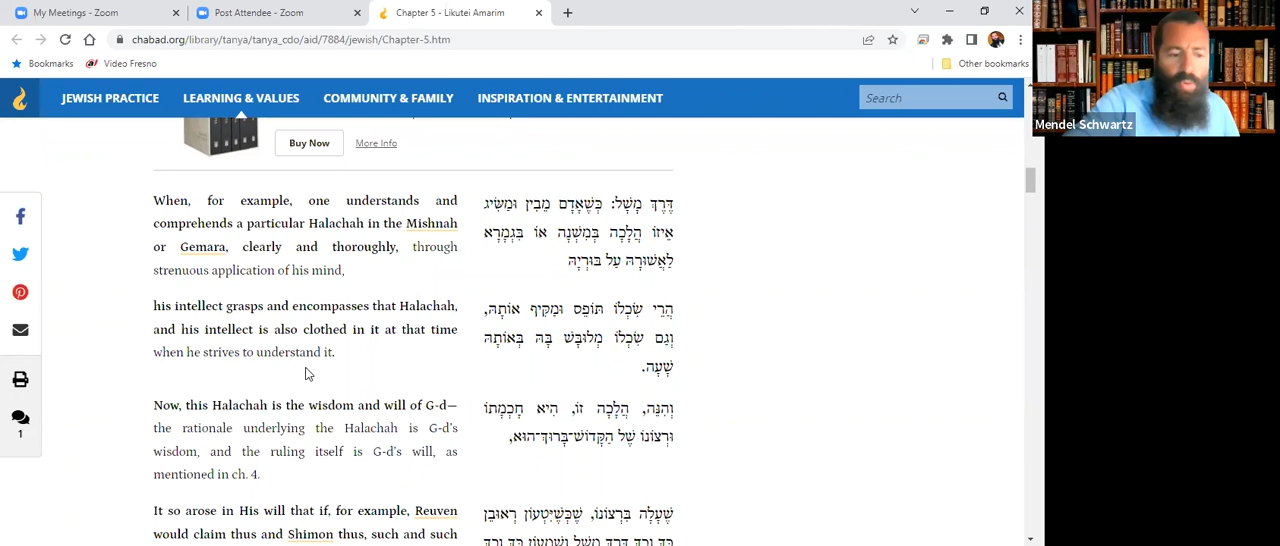 My Meetings - Zoom
Post Attendee - Zoom
Chapter 5 - Likutei Amarim
chabad.org/library/tanya/tanya_cdo/aid/7884/jewish/Chapter-5.htm
Bookmarks
Video Fresno
Other bookmarks
JEWISH PRACTICE
LEARNING & VALUES
COMMUNITY & FAMILY
INSPIRATION & ENTERTAINMENT
Search
Mendel Schwartz
Buy Now
More Info
When, for example, one understands and
comprehends a particular Halachah in the Mishnah
or Gemara, clearly and thoroughly, through
strenuous application of his mind,
דֶּרֶךְ מָשָׁל: כְּשֶׁאָדָם מֵבִין וּמַשִּׂיג
אֵיזוֹ הֲלָכָה בְּמִשְׁנָה אוֹ בִּגְמָרָא
לַאֲשׁוּרָהּ עַל בּוּרְיָהּ
his intellect grasps and encompasses that Halachah,
and his intellect is also clothed in it at that time
when he strives to understand it.
הֲרֵי שִׂכְלוֹ תּוֹפֵס וּמַקִּיף אוֹתָהּ,
וְגַם שִׂכְלוֹ מְלוּבָּשׁ בָּהּ בְּאוֹתָהּ
שָׁעָה.
Now, this Halachah is the wisdom and will of G-d—
the rationale underlying the Halachah is G-d's
wisdom, and the ruling itself is G-d's will, as
mentioned in ch. 4.
וְהִנֵּה, הֲלָכָה זוֹ, הִיא חָכְמָתוֹ
וּרְצוֹנוֹ שֶׁל הַקָּדוֹשׁ־בָּרוּךְ־הוּא,
It so arose in His will that if, for example, Reuven
would claim thus and Shimon thus, such and such
שֶׁעָלָה בִּרְצוֹנוֹ, שֶׁכְּשֶׁיִּטְעוֹן רְאוּבֵן
כָּךְ וְכָךְ דֶּרֶךְ מָשָׁל וְשִׁמְעוֹן כָּךְ וְכָךְ
1